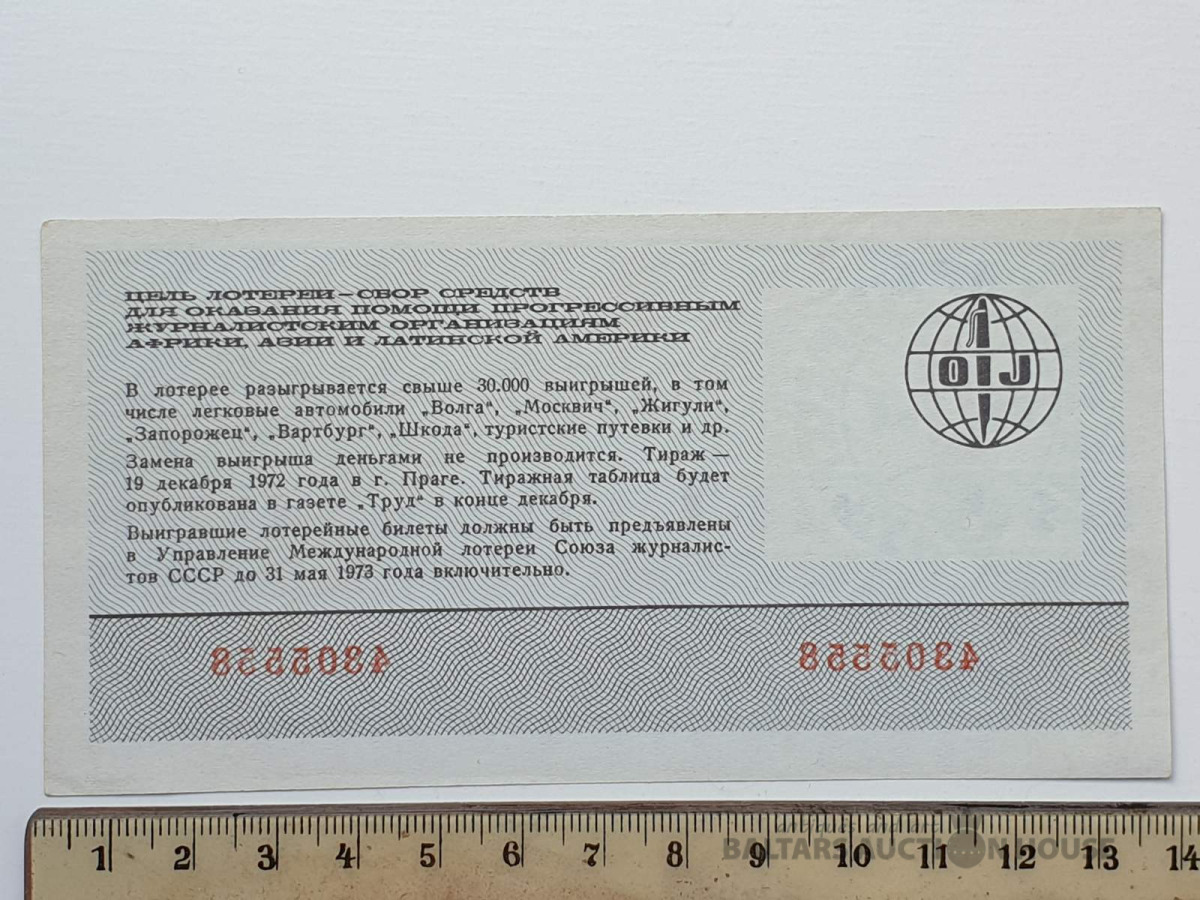 ЦЕЛЬ ЛОТЕРЕИ — СБОР СРЕДСТВ
ДЛЯ ОКАЗАНИЯ ПОМОЩИ ПРОГРЕССИВНЫМ
ЖУРНАЛИСТСКИМ ОРГАНИЗАЦИЯМ
АФРИКИ, АЗИИ И ЛАТИНСКОЙ АМЕРИКИ
OIJ
В лотерее разыгрывается свыше 30.000 выигрышей, в том
числе легковые автомобили „Волга“, „Москвич“, „Жигули“,
„Запорожец“, „Вартбург“, „Шкода“, туристские путевки и др.
Замена выигрыша деньгами не производится. Тираж —
19 декабря 1972 года в г. Праге. Тиражная таблица будет
опубликована в газете „Труд“ в конце декабря.
Выигравшие лотерейные билеты должны быть предъявлены
в Управление Международной лотереи Союза журналис-
тов СССР до 31 мая 1973 года включительно.
4305558 4305558
1 2 3 4 5 6 7 8 9 10 11 12 13 14
BALTARS AUCTION HOUSE